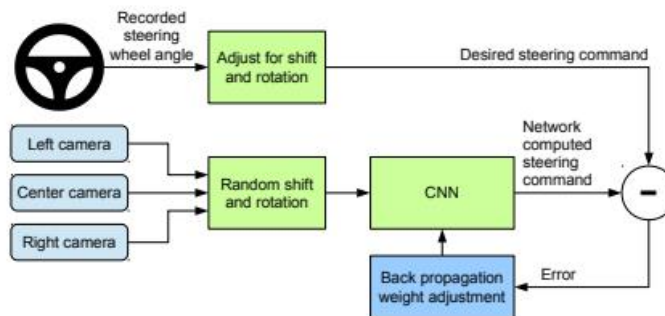 Recorded
steering
wheel angle
Adjust for shift
and rotation
Desired steering command
Left camera
Center camera
Right camera
Random shift
and rotation
CNN
Network
computed
steering
command
-
Back propagation
weight adjustment
Error